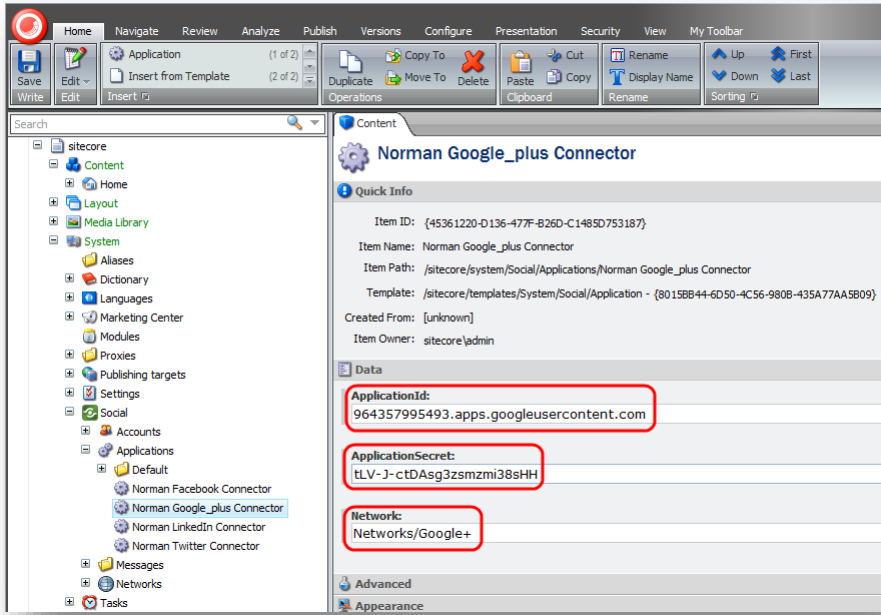 Home Navigate Review Analyze Publish Versions Configure Presentation Security View My Toolbar
Save
Write
Edit
Edit
Application (1 of 2)
Insert from Template (2 of 2)
Insert
Duplicate
Copy To
Move To
Delete
Operations
Paste
Cut
Copy
Clipboard
Rename
Display Name
Rename
Up First
Down Last
Sorting
Search
sitecore
Content
Home
Layout
Media Library
System
Aliases
Dictionary
Languages
Marketing Center
Modules
Proxies
Publishing targets
Settings
Social
Accounts
Applications
Default
Norman Facebook Connector
Norman Google_plus Connector
Norman LinkedIn Connector
Norman Twitter Connector
Messages
Networks
Tasks
Content
Norman Google_plus Connector
Quick Info
Item ID: {45361220-D136-477F-B26D-C1485D753187}
Item Name: Norman Google_plus Connector
Item Path: /sitecore/system/Social/Applications/Norman Google_plus Connector
Template: /sitecore/templates/System/Social/Application - {8015BB44-6D50-4C56-980B-435A77AA5B09}
Created From: [unknown]
Item Owner: sitecore\admin
Data
ApplicationId:
964357995493.apps.googleusercontent.com
ApplicationSecret:
tLV-J-ctDAsg3zsmzmi38sHH
Network:
Networks/Google+
Advanced
Appearance